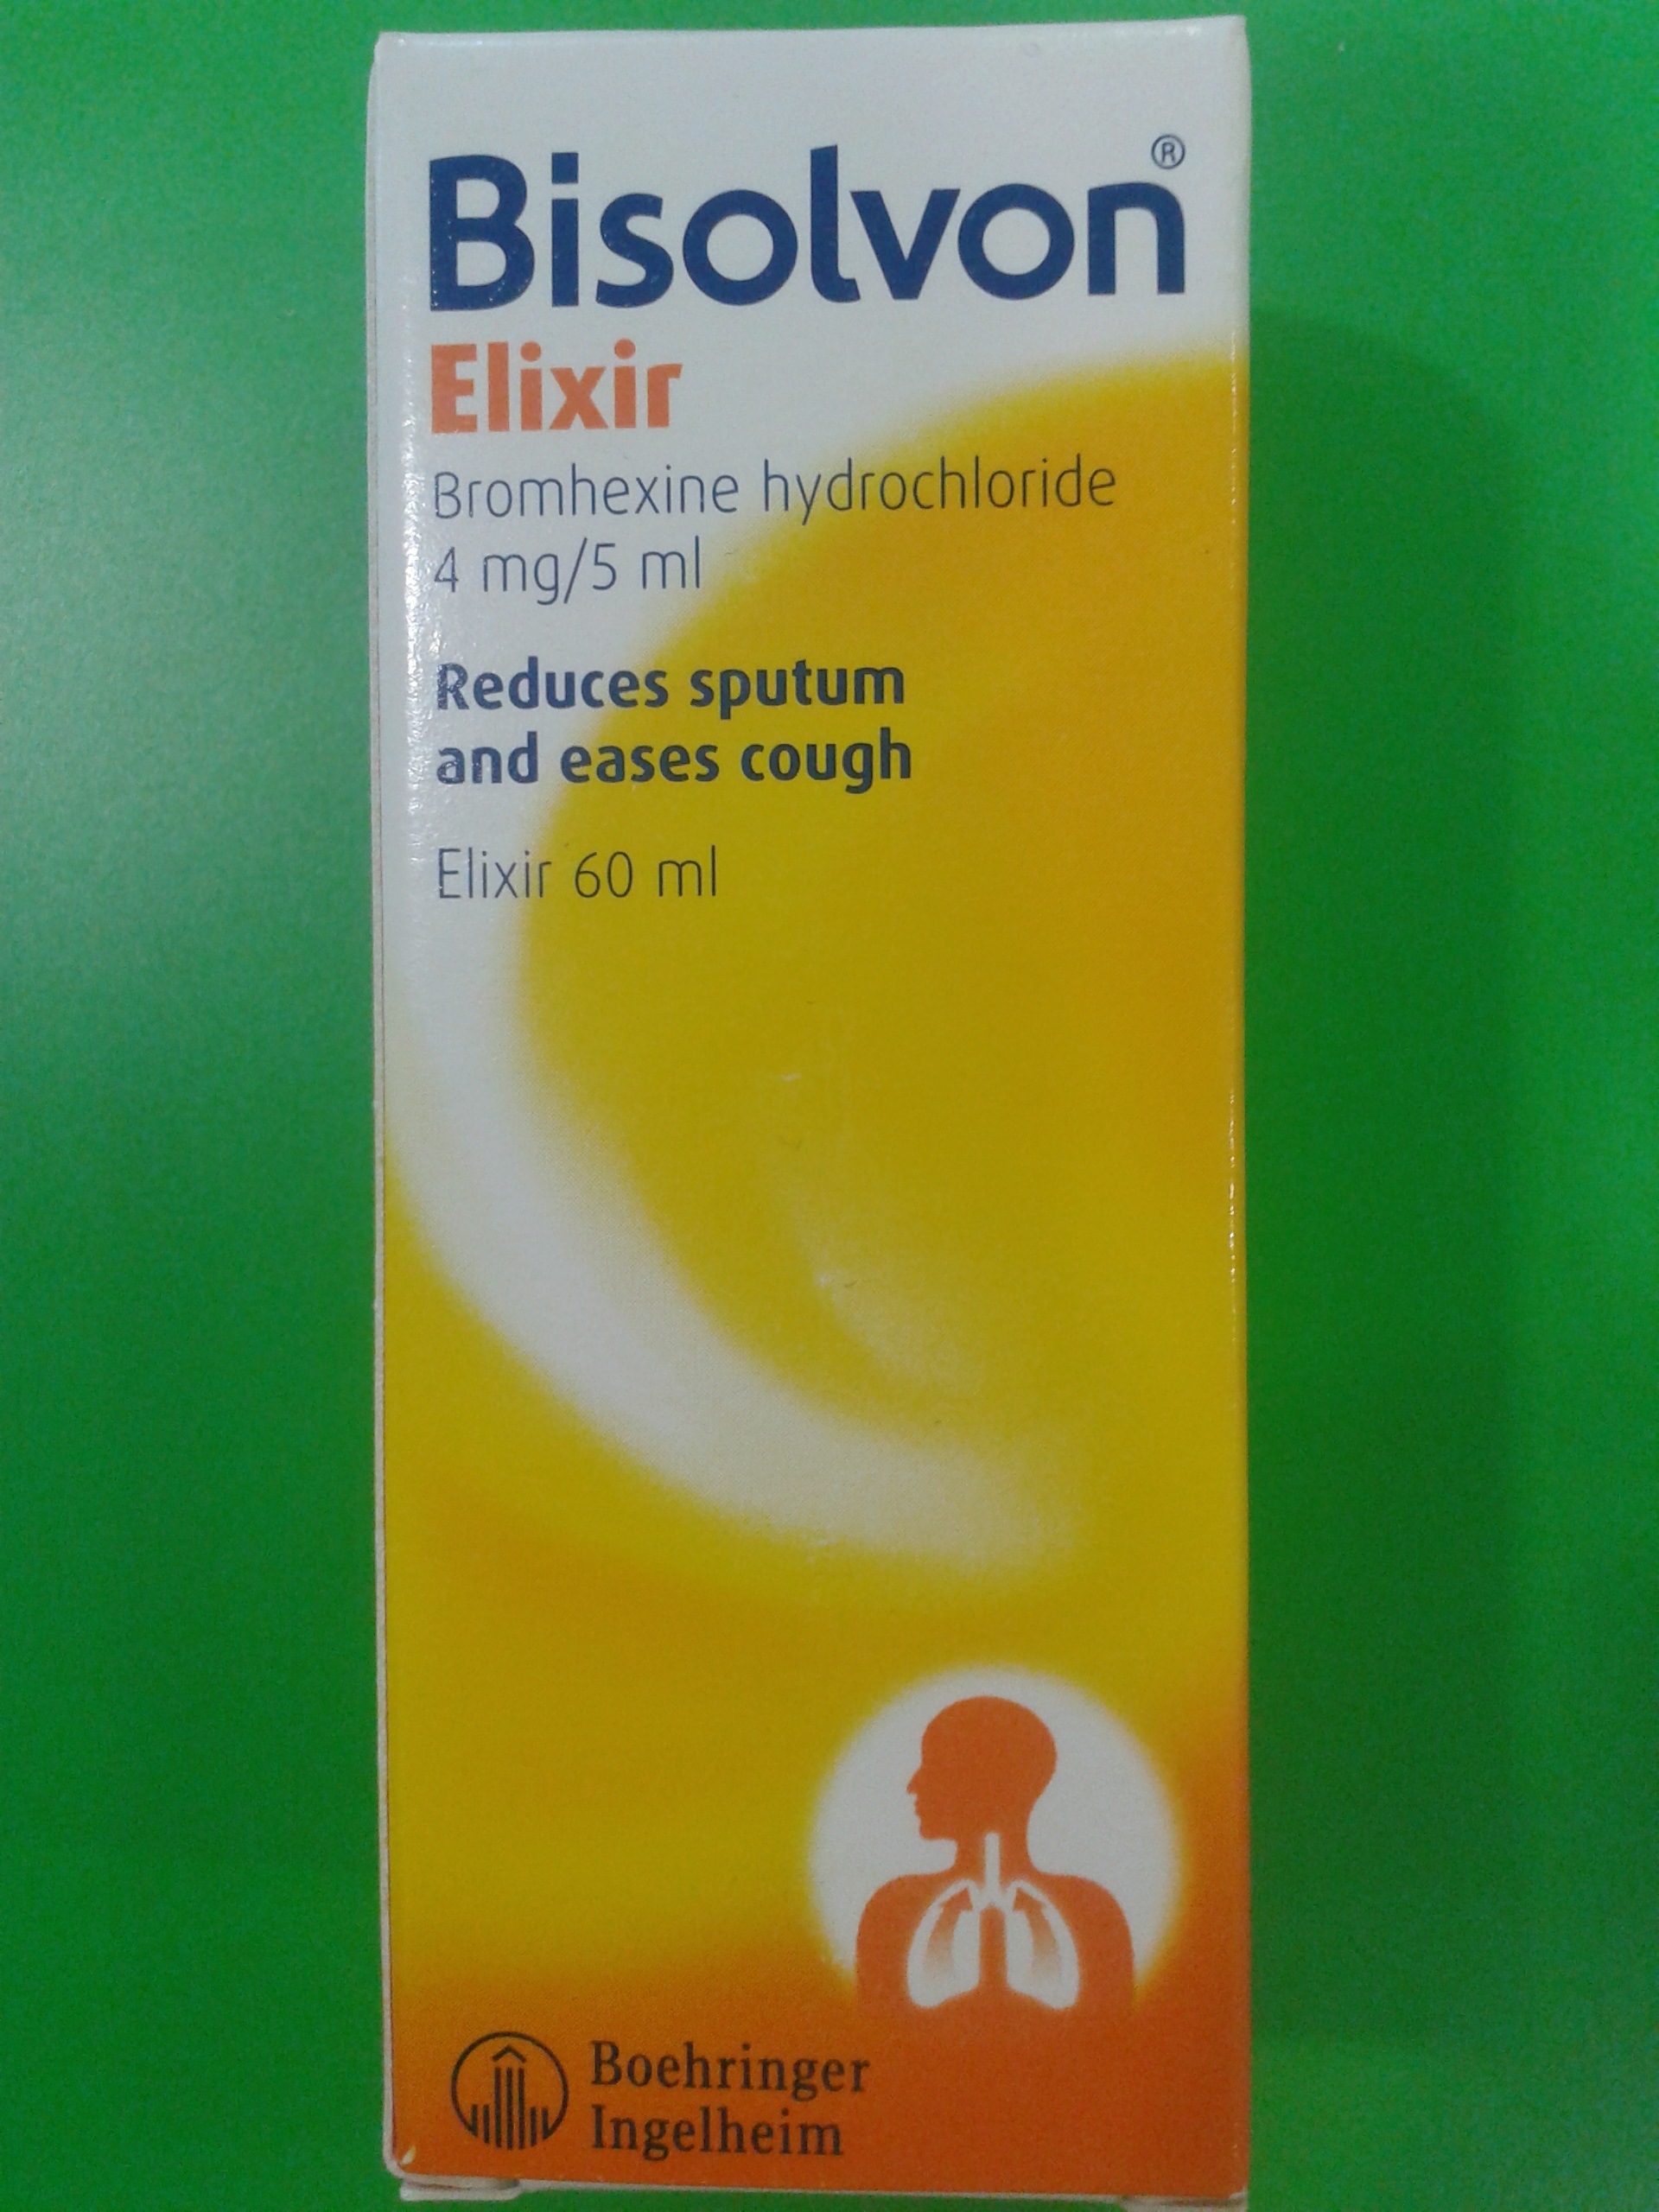 Bisolvon®
Elixir
Bromhexine hydrochloride
4 mg/5 ml
Reduces sputum
and eases cough
Elixir 60 ml
Boehringer
Ingelheim